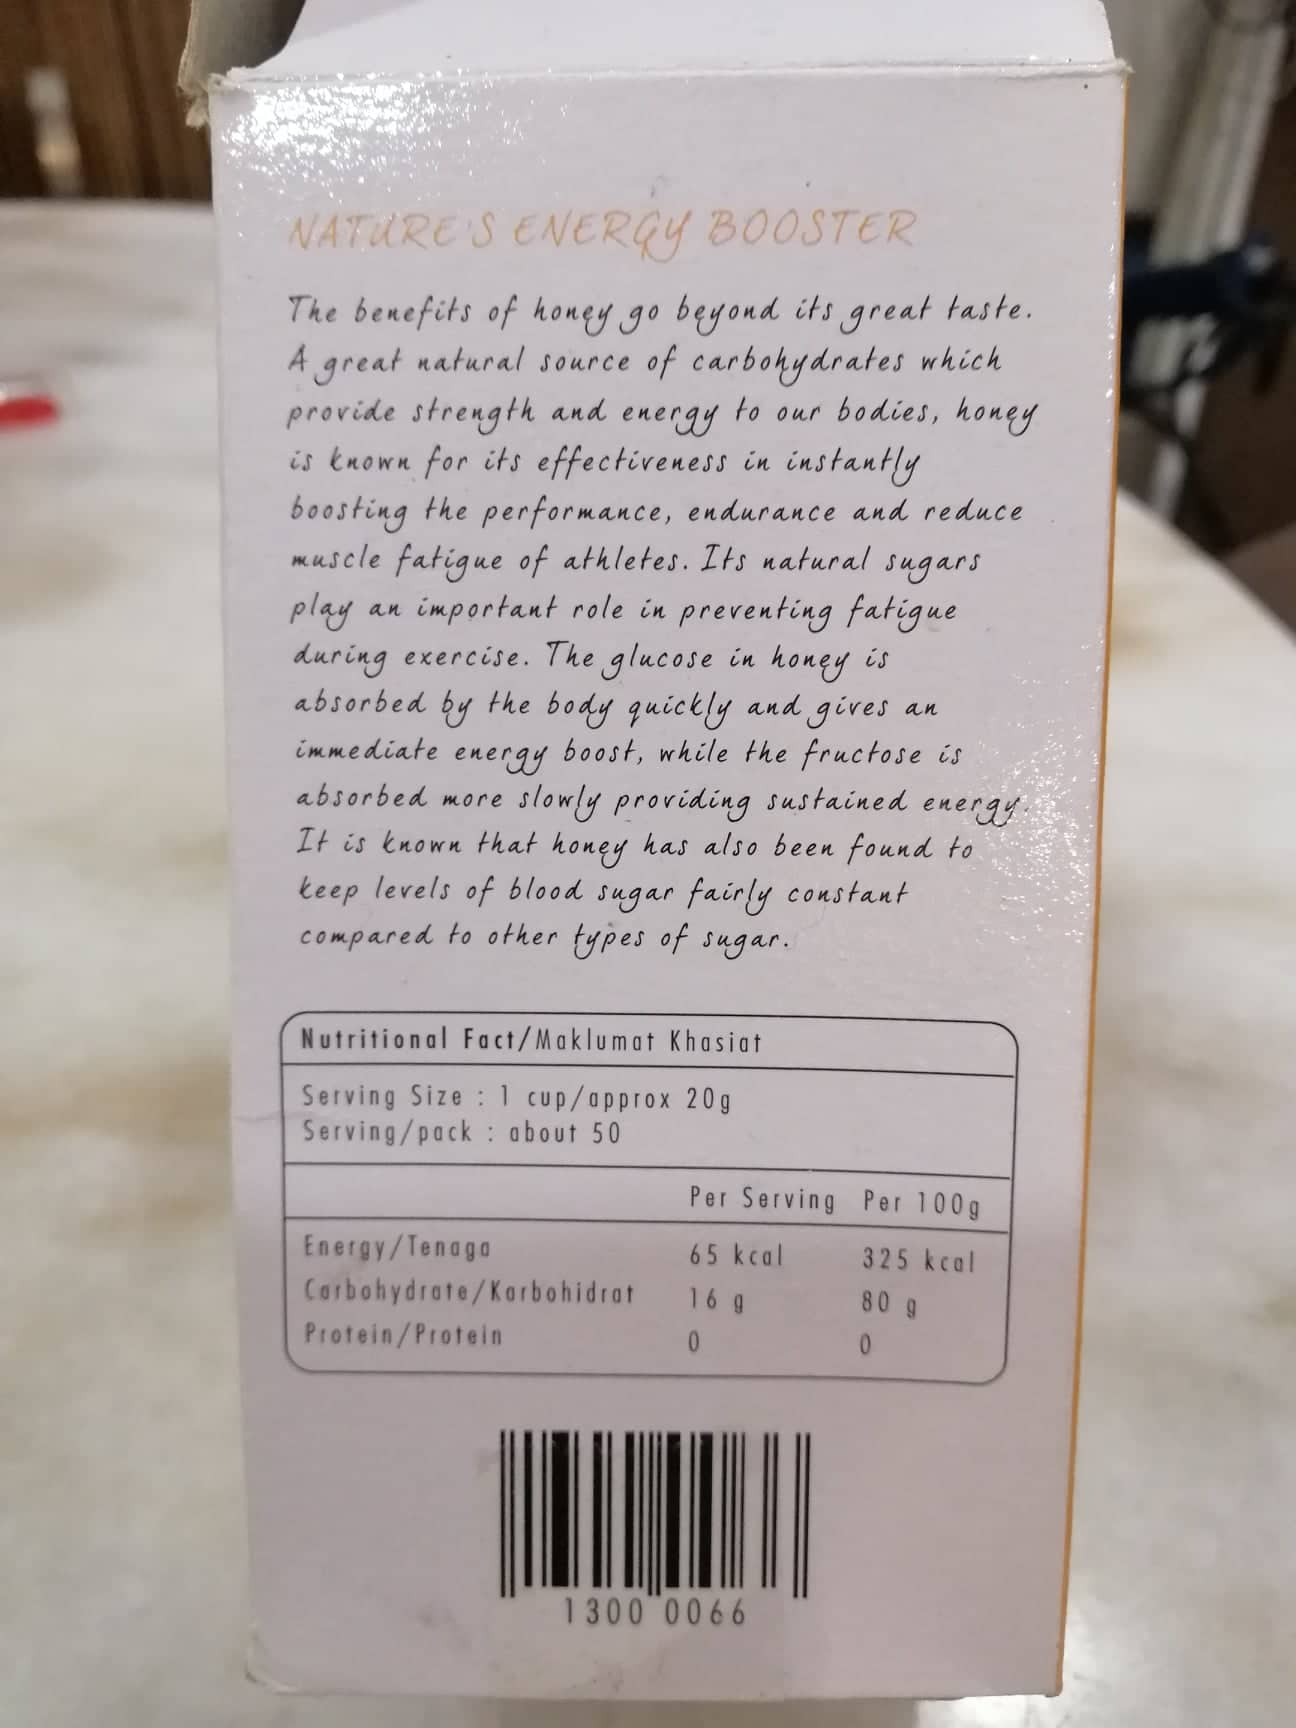 NATURE'S ENERGY BOOSTER
The benefits of honey go beyond its great taste.
A great natural source of carbohydrates which
provide strength and energy to our bodies, honey
is known for its effectiveness in instantly
boosting the performance, endurance and reduce
muscle fatigue of athletes. Its natural sugars
play an important role in preventing fatigue
during exercise. The glucose in honey is
absorbed by the body quickly and gives an
immediate energy boost, while the fructose is
absorbed more slowly providing sustained energy.
It is known that honey has also been found to
keep levels of blood sugar fairly constant
compared to other types of sugar.
Nutritional Fact/Maklumat Khasiat
Serving Size : 1 cup/approx 20g
Serving/pack : about 50
Per Serving Per 100g
Energy/Tenaga 65 kcal 325 kcal
Carbohydrate/Karbohidrat 16 g 80 g
Protein/Protein 0 0
1300 0066